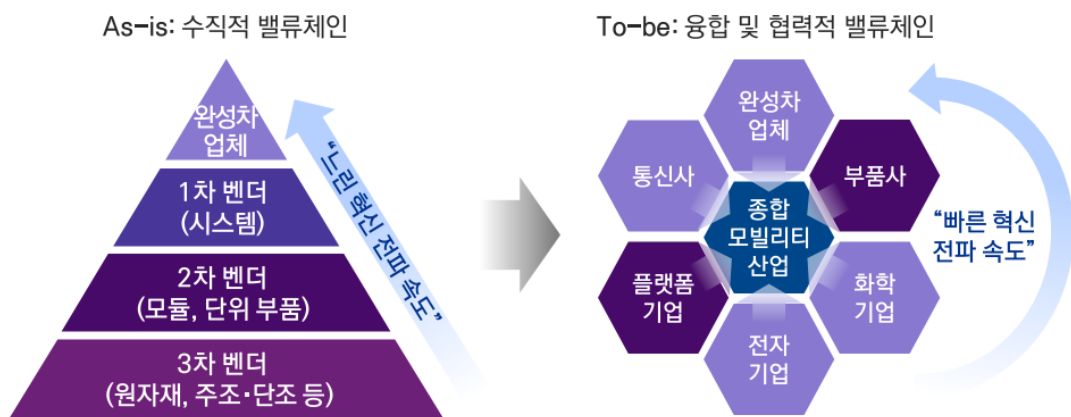 As-is: 수직적 밸류체인
완성차
업체
1차 벤더
(시스템)
2차 벤더
(모듈, 단위 부품)
3차 벤더
(원자재, 주조·단조 등)
“느린 혁신 전파 속도”
To-be: 융합 및 협력적 밸류체인
완성차
업체
통신사
부품사
종합
모빌리티
산업
플랫폼
기업
화학
기업
전자
기업
“빠른 혁신
전파 속도”